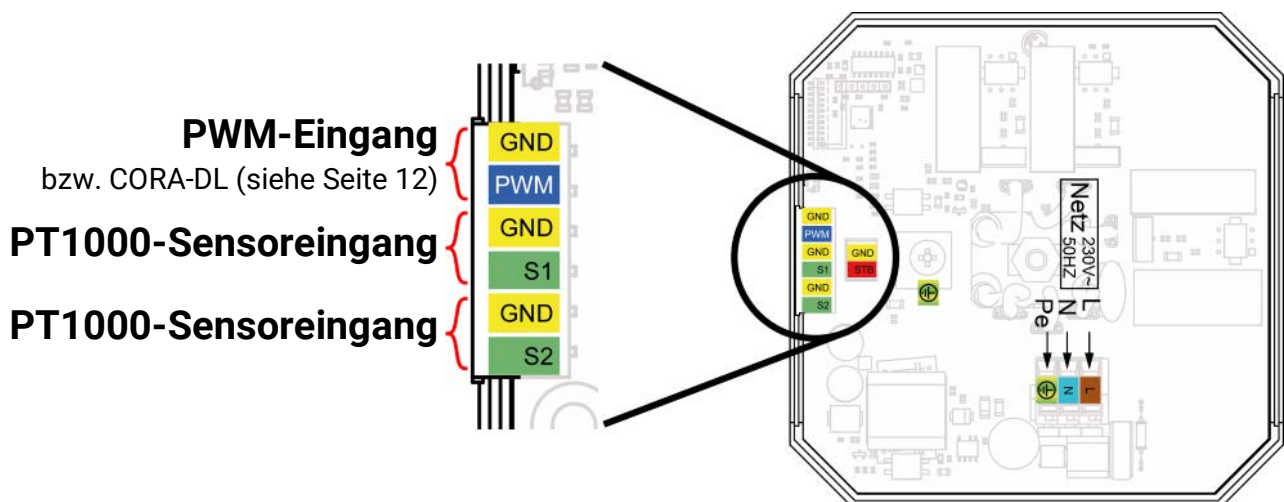 PWM-Eingang
bzw. CORA-DL (siehe Seite 12)
PT1000-Sensoreingang
PT1000-Sensoreingang
GND
PWM
GND
S1
GND
S2
GND
PWM
GND
S1
GND
S2
GND
STB
Netz 230V~
50HZ
L
N
Pe
N
L